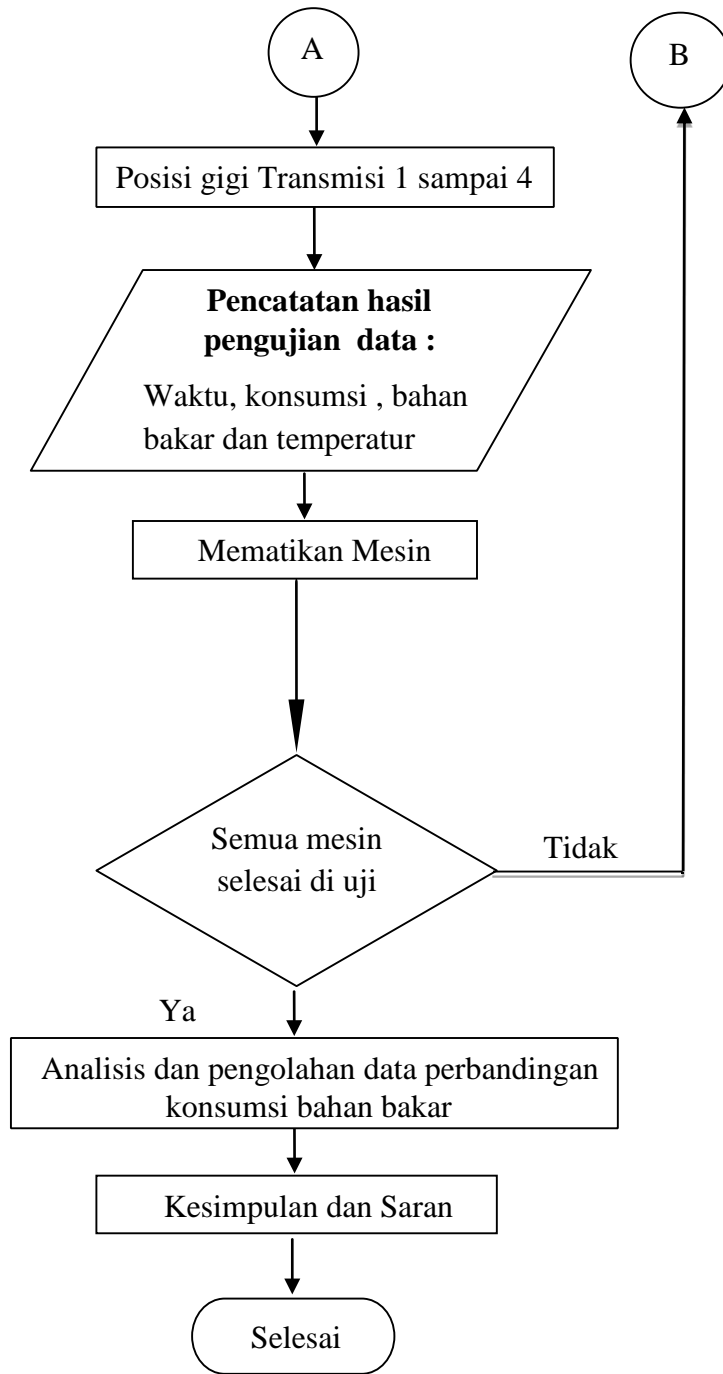 A
B
Posisi gigi Transmisi 1 sampai 4
Pencatatan hasil
pengujian data :
Waktu, konsumsi , bahan
bakar dan temperatur
Mematikan Mesin
Semua mesin
selesai di uji
Tidak
Ya
Analisis dan pengolahan data perbandingan
konsumsi bahan bakar
Kesimpulan dan Saran
Selesai